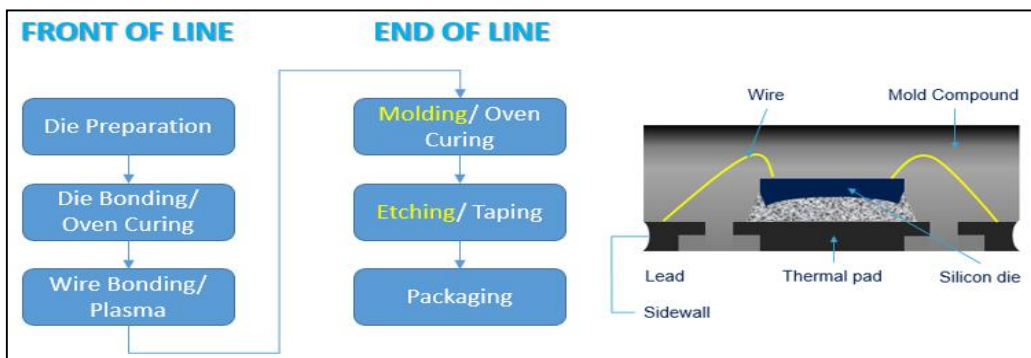 FRONT OF LINE
END OF LINE
Die Preparation
Die Bonding/
Oven Curing
Wire Bonding/
Plasma
Molding/ Oven
Curing
Etching/ Taping
Packaging
Wire
Mold Compound
Lead
Thermal pad
Silicon die
Sidewall